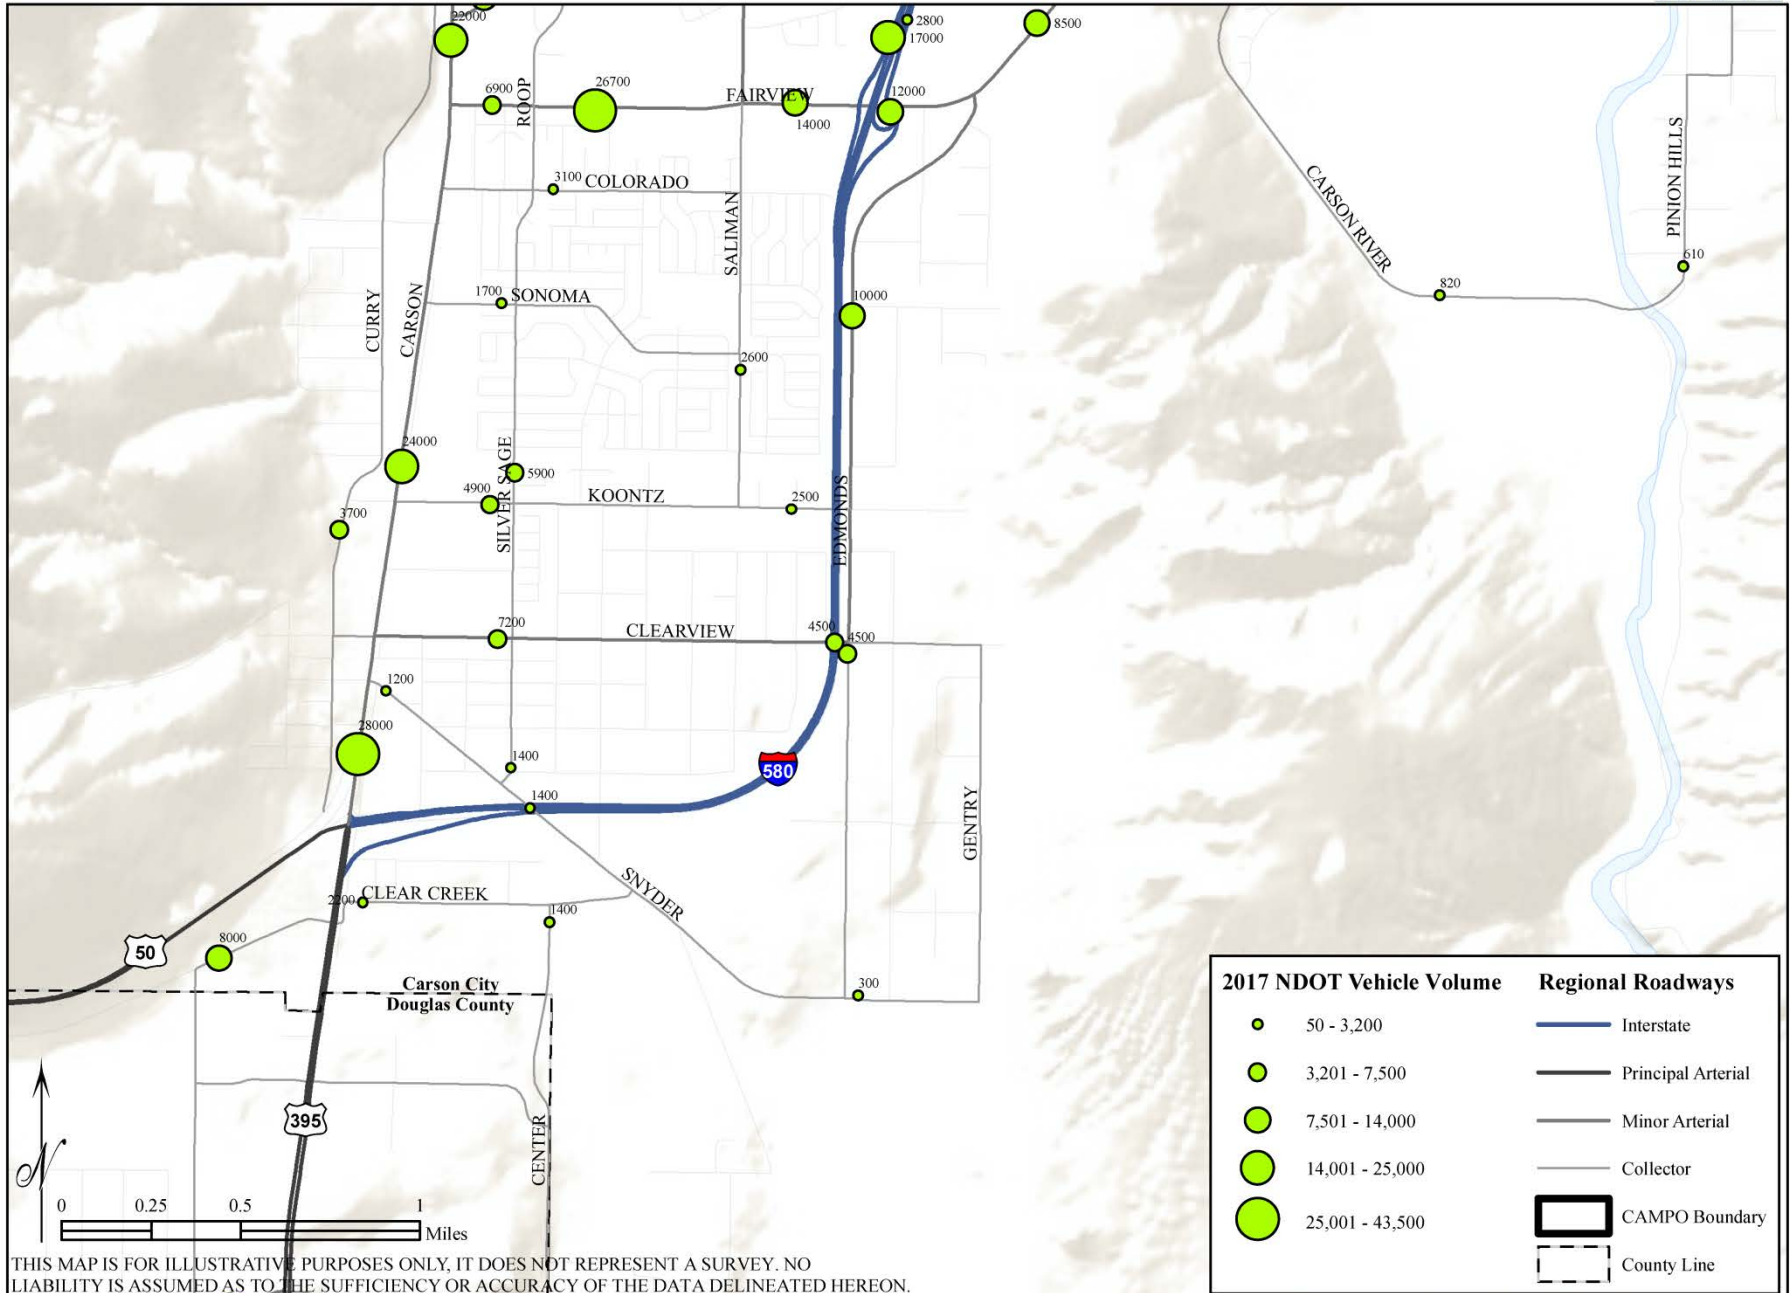 22000
2800
17000
8500
6900
ROOP
26700
FAIRVIEW
14000
12000
3100
COLORADO
SALIMAN
CARSON RIVER
PINION HILLS
610
820
CURRY
CARSON
1700
SONOMA
10000
2600
24000
SILVER SAGE
5900
4900
KOONTZ
2500
EDMONDS
3700
7200
CLEARVIEW
4500
4500
1200
28000
1400
580
1400
GENTRY
SNYDER
2200
CLEAR CREEK
1400
8000
50
300
Carson City
Douglas County
395
CENTER
N
0 0.25 0.5 1
Miles
THIS MAP IS FOR ILLUSTRATIVE PURPOSES ONLY, IT DOES NOT REPRESENT A SURVEY. NO
LIABILITY IS ASSUMED AS TO THE SUFFICIENCY OR ACCURACY OF THE DATA DELINEATED HEREON.
2017 NDOT Vehicle Volume
50 - 3,200
3,201 - 7,500
7,501 - 14,000
14,001 - 25,000
25,001 - 43,500
Regional Roadways
Interstate
Principal Arterial
Minor Arterial
Collector
CAMPO Boundary
County Line